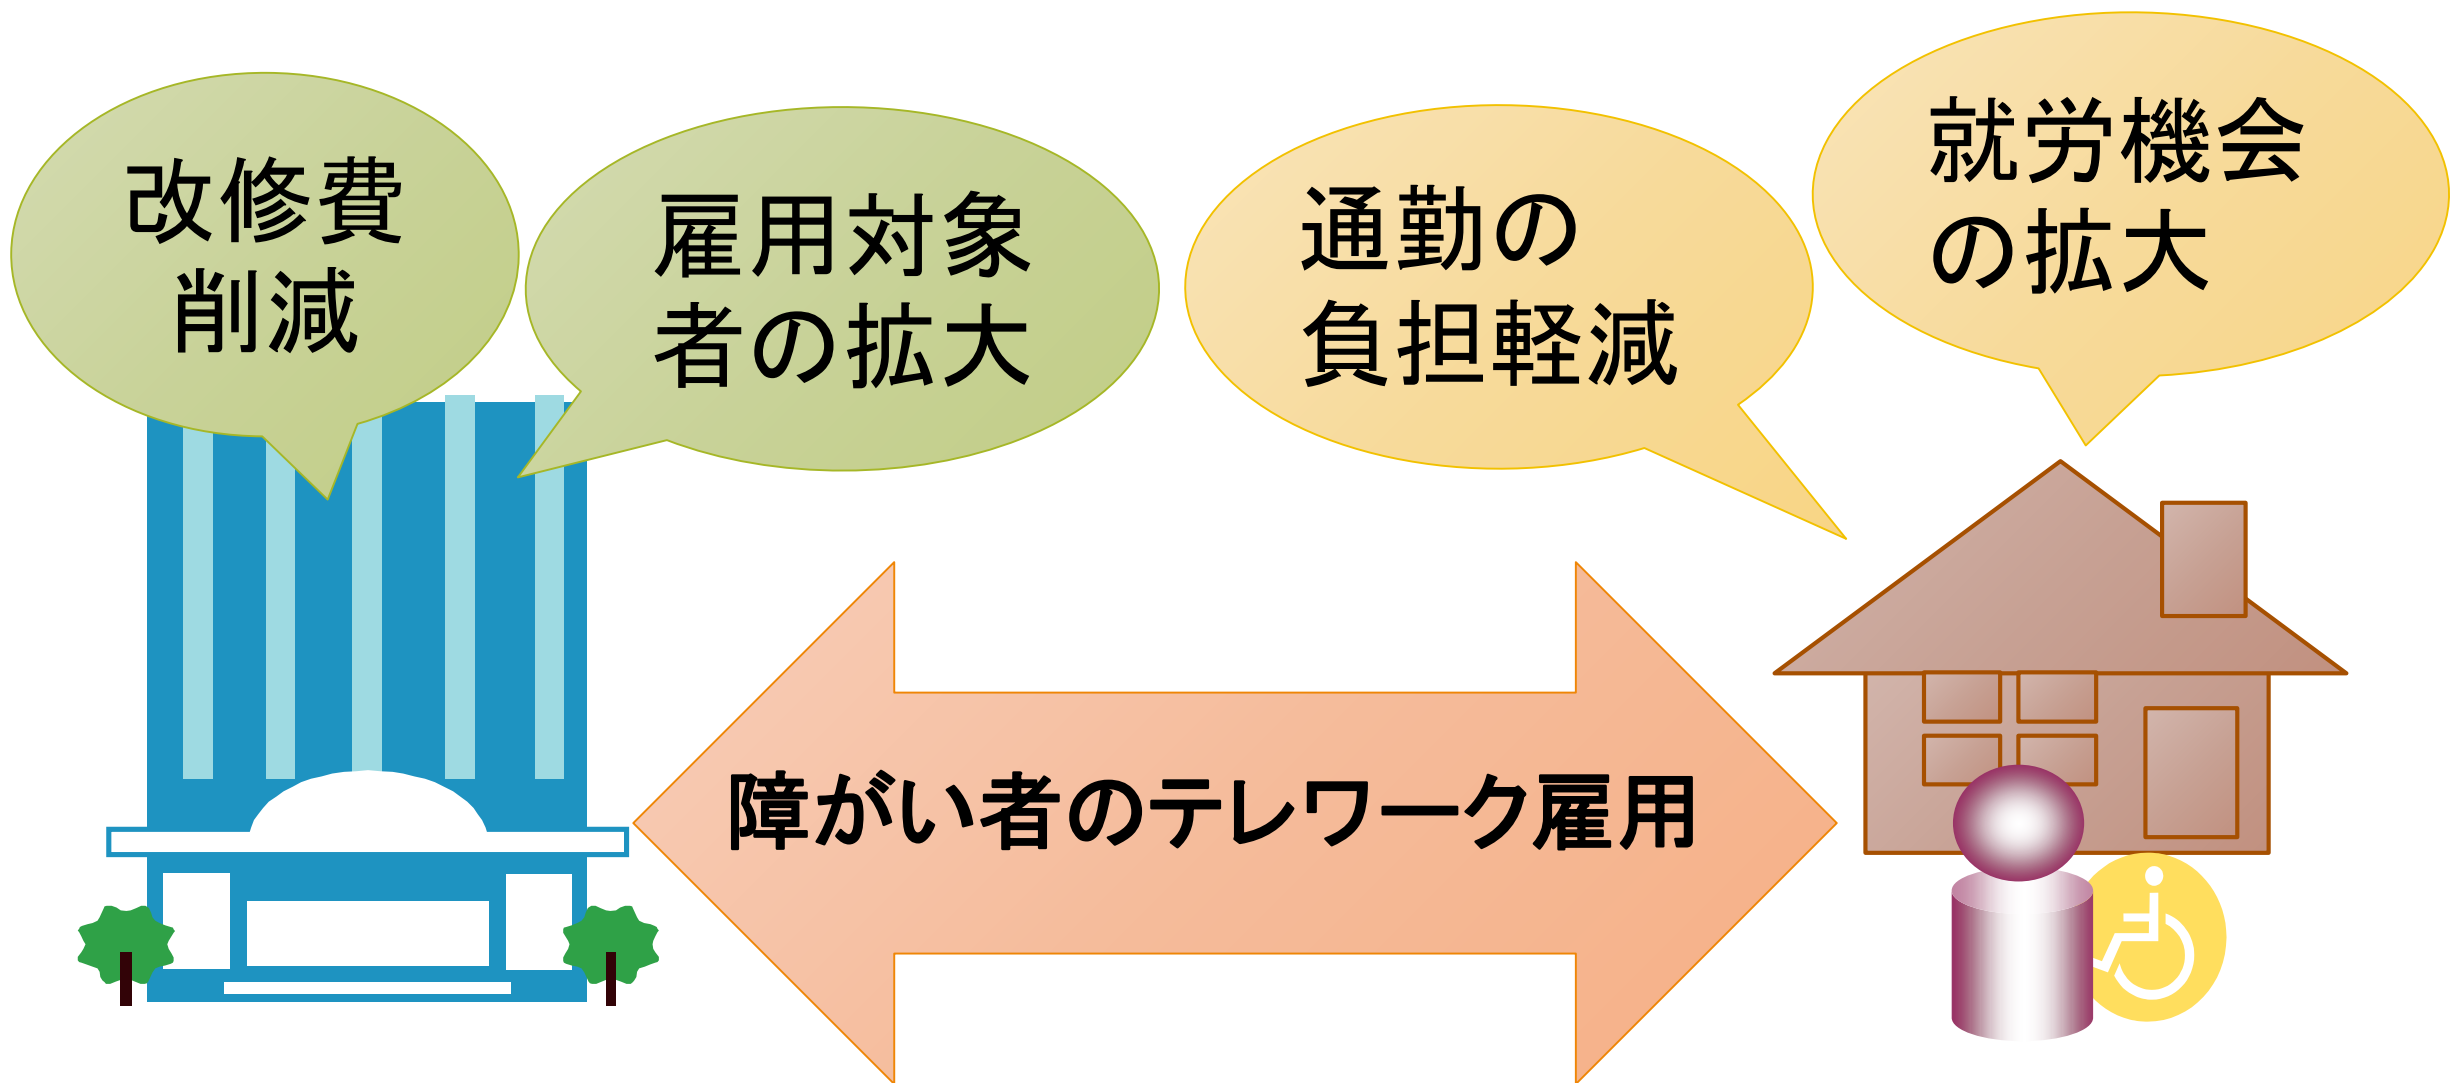 改修費
削減
雇用対象
者の拡大
通勤の
負担軽減
就労機会
の拡大
障がい者のテレワーク雇用